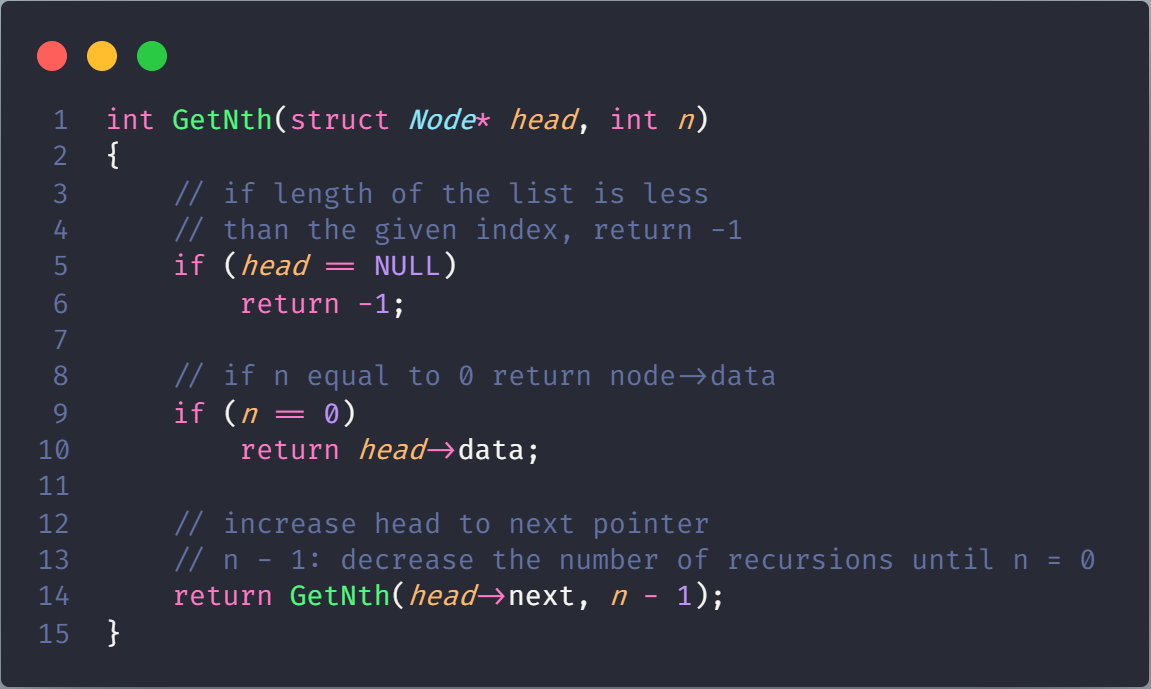 1 int GetNth(struct Node* head, int n)
2 {
3     // if length of the list is less
4     // than the given index, return -1
5     if (head == NULL)
6         return -1;
7
8     // if n equal to 0 return node->data
9     if (n == 0)
10         return head->data;
11
12     // increase head to next pointer
13     // n - 1: decrease the number of recursions until n = 0
14     return GetNth(head->next, n - 1);
15 }